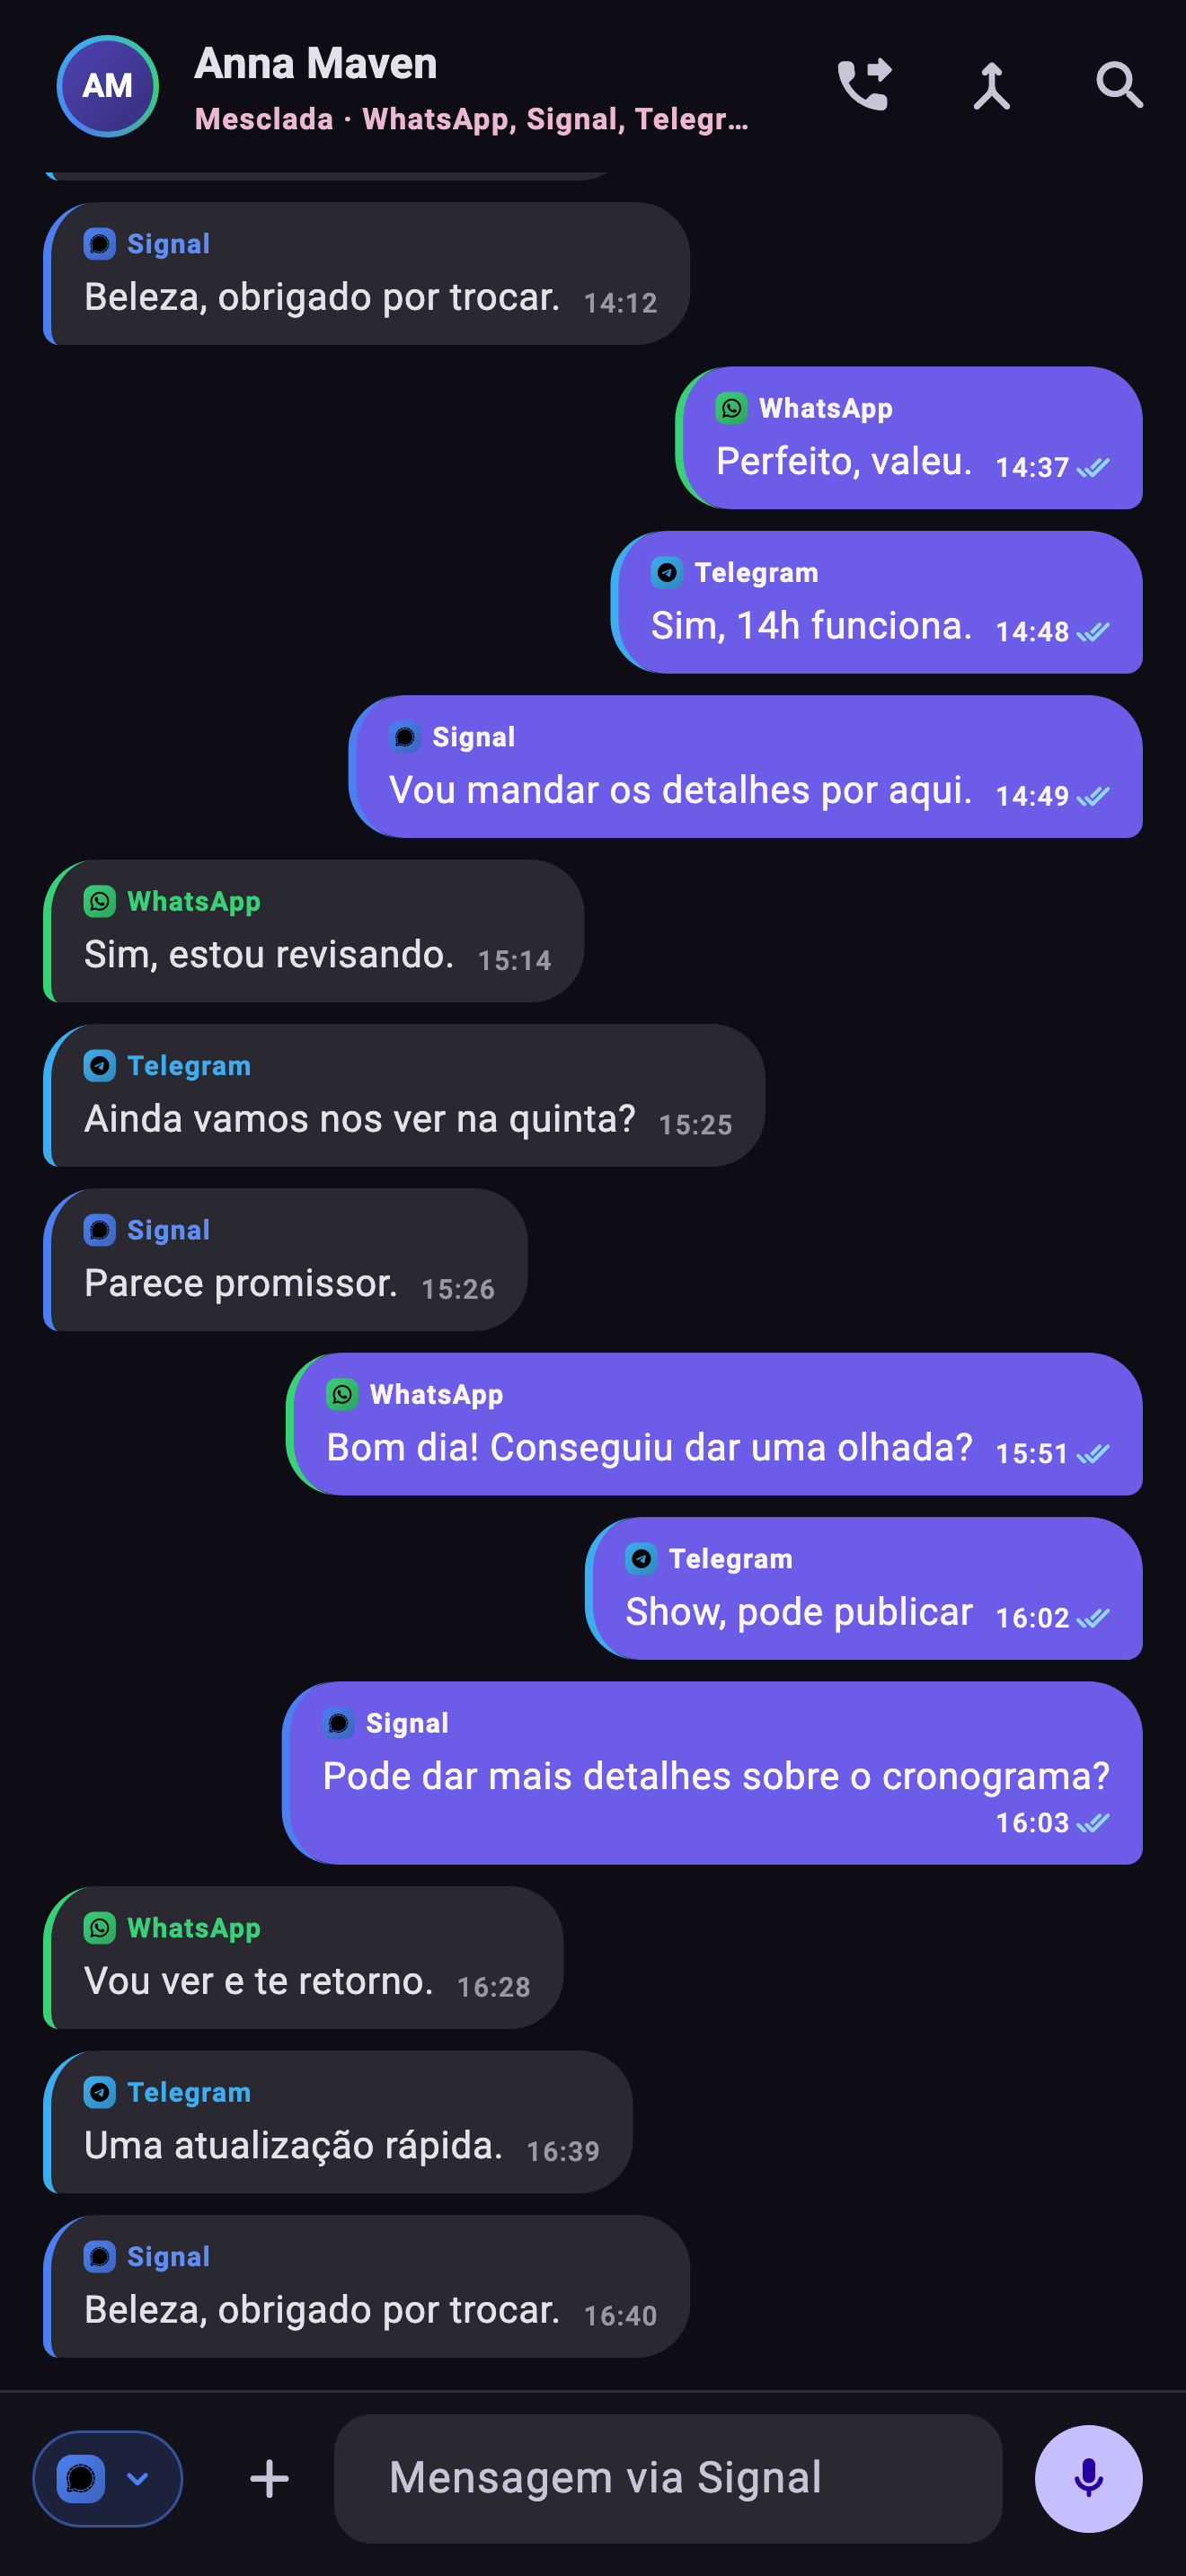 AM
Anna Maven
Mesclada · WhatsApp, Signal, Telegr...
Signal
Beleza, obrigado por trocar. 14:12
WhatsApp
Perfeito, valeu. 14:37
Telegram
Sim, 14h funciona. 14:48
Signal
Vou mandar os detalhes por aqui. 14:49
WhatsApp
Sim, estou revisando. 15:14
Telegram
Ainda vamos nos ver na quinta? 15:25
Signal
Parece promissor. 15:26
WhatsApp
Bom dia! Conseguiu dar uma olhada? 15:51
Telegram
Show, pode publicar 16:02
Signal
Pode dar mais detalhes sobre o cronograma?
16:03
WhatsApp
Vou ver e te retorno. 16:28
Telegram
Uma atualização rápida. 16:39
Signal
Beleza, obrigado por trocar. 16:40
Mensagem via Signal